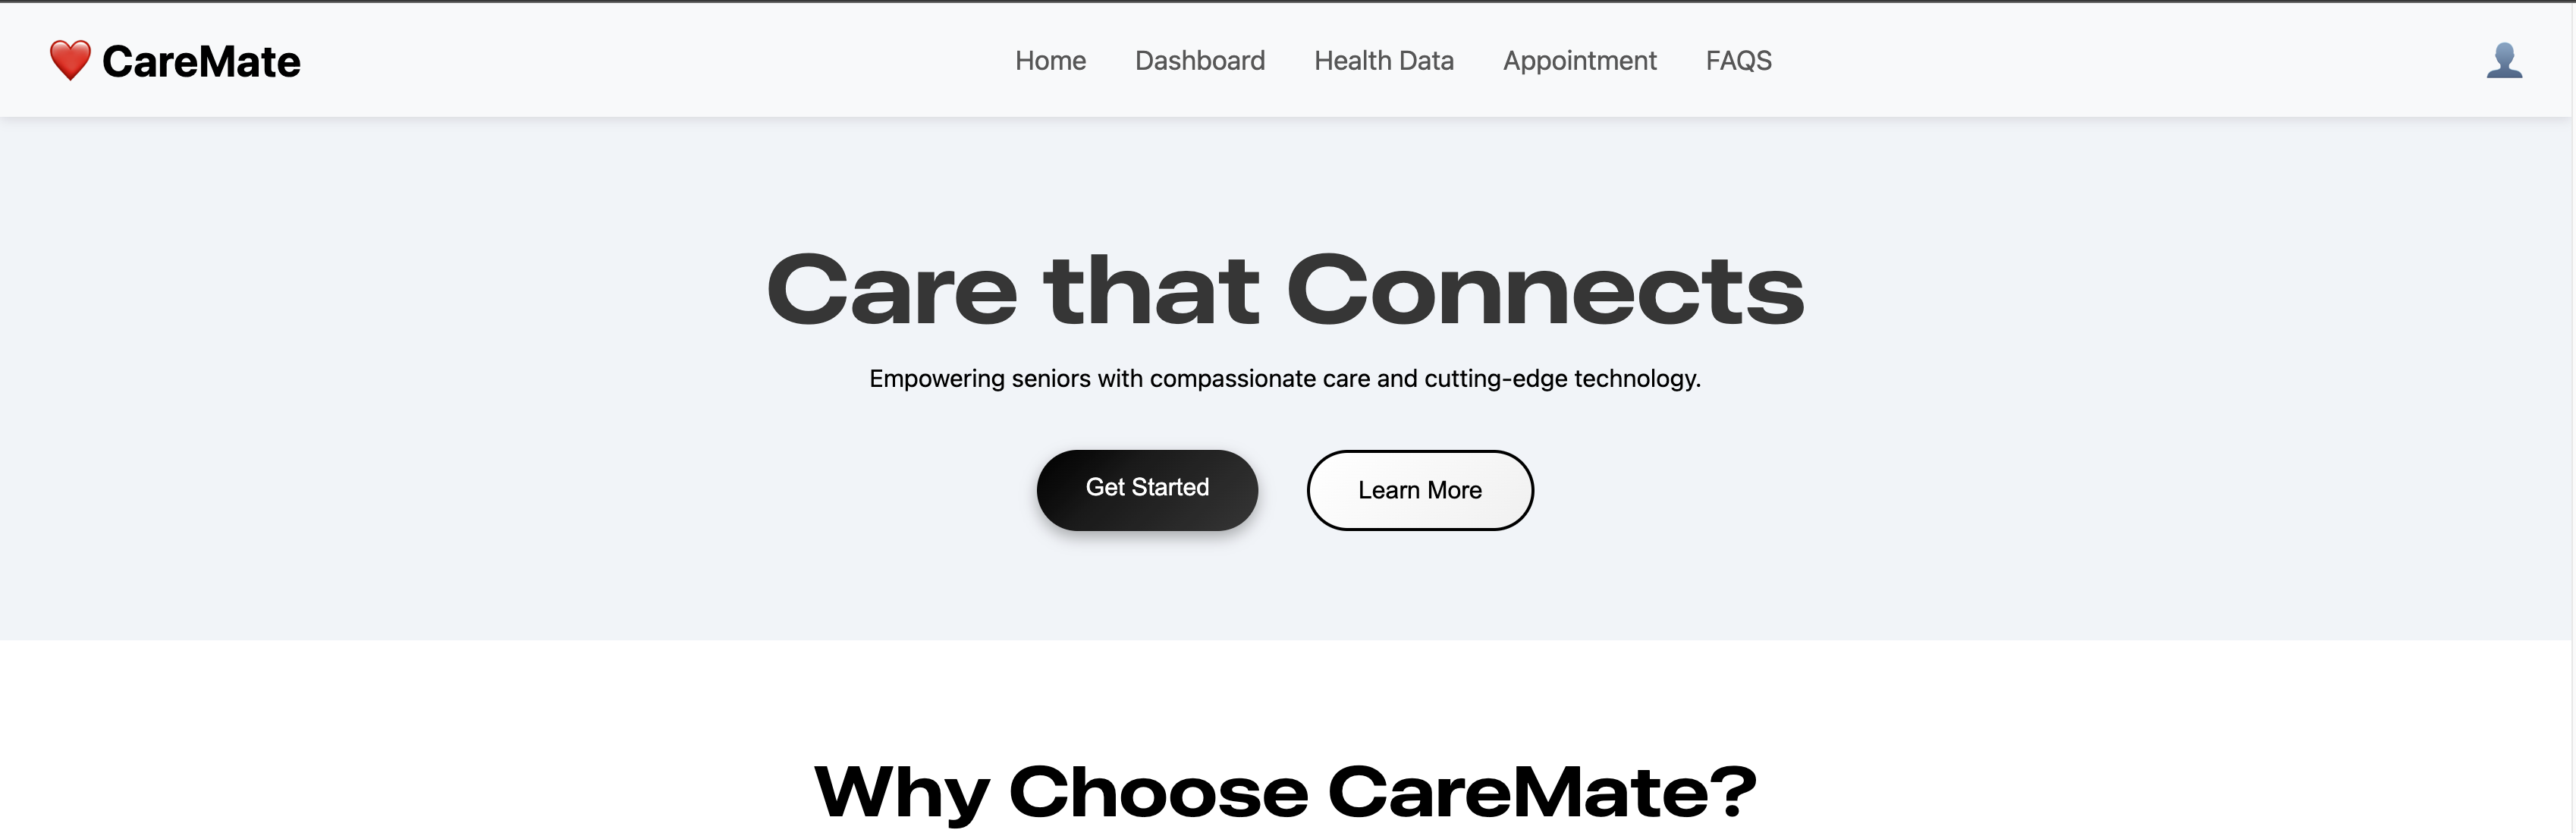 CareMate
Home Dashboard Health Data Appointment FAQS
Care that Connects
Empowering seniors with compassionate care and cutting-edge technology.
Get Started Learn More
Why Choose CareMate?